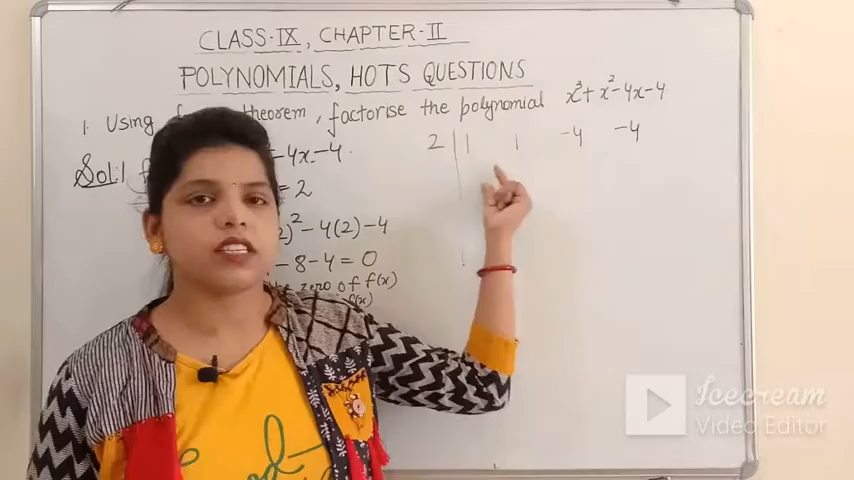 CLASS-IX, CHAPTER-II
POLYNOMIALS, HOTS QUESTIONS
1. Using theorem, factorise the polynomial x³+x²-4x-4
Sol: -4x-4.
= 2
)²-4(2)-4
-8-4=0
zero of f(x)
f(x)
2 | 1 1 -4 -4
Icecream
Video Editor